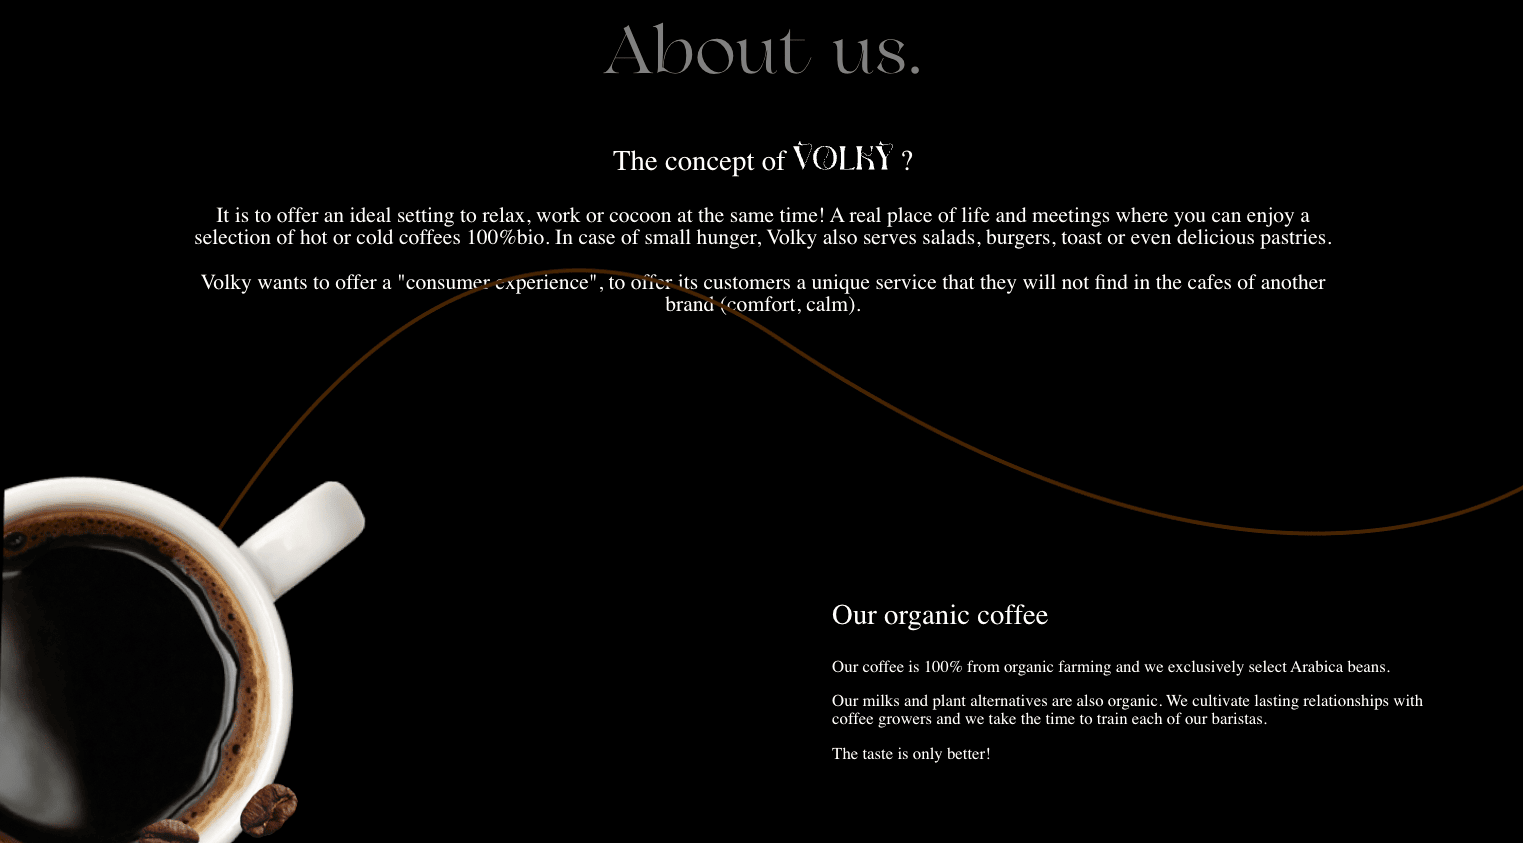 About us.
The concept of VOLKY ?
It is to offer an ideal setting to relax, work or cocoon at the same time! A real place of life and meetings where you can enjoy a
selection of hot or cold coffees 100%bio. In case of small hunger, Volky also serves salads, burgers, toast or even delicious pastries.
Volky wants to offer a "consumer experience", to offer its customers a unique service that they will not find in the cafes of another
brand (comfort, calm).
Our organic coffee
Our coffee is 100% from organic farming and we exclusively select Arabica beans.
Our milks and plant alternatives are also organic. We cultivate lasting relationships with
coffee growers and we take the time to train each of our baristas.
The taste is only better!